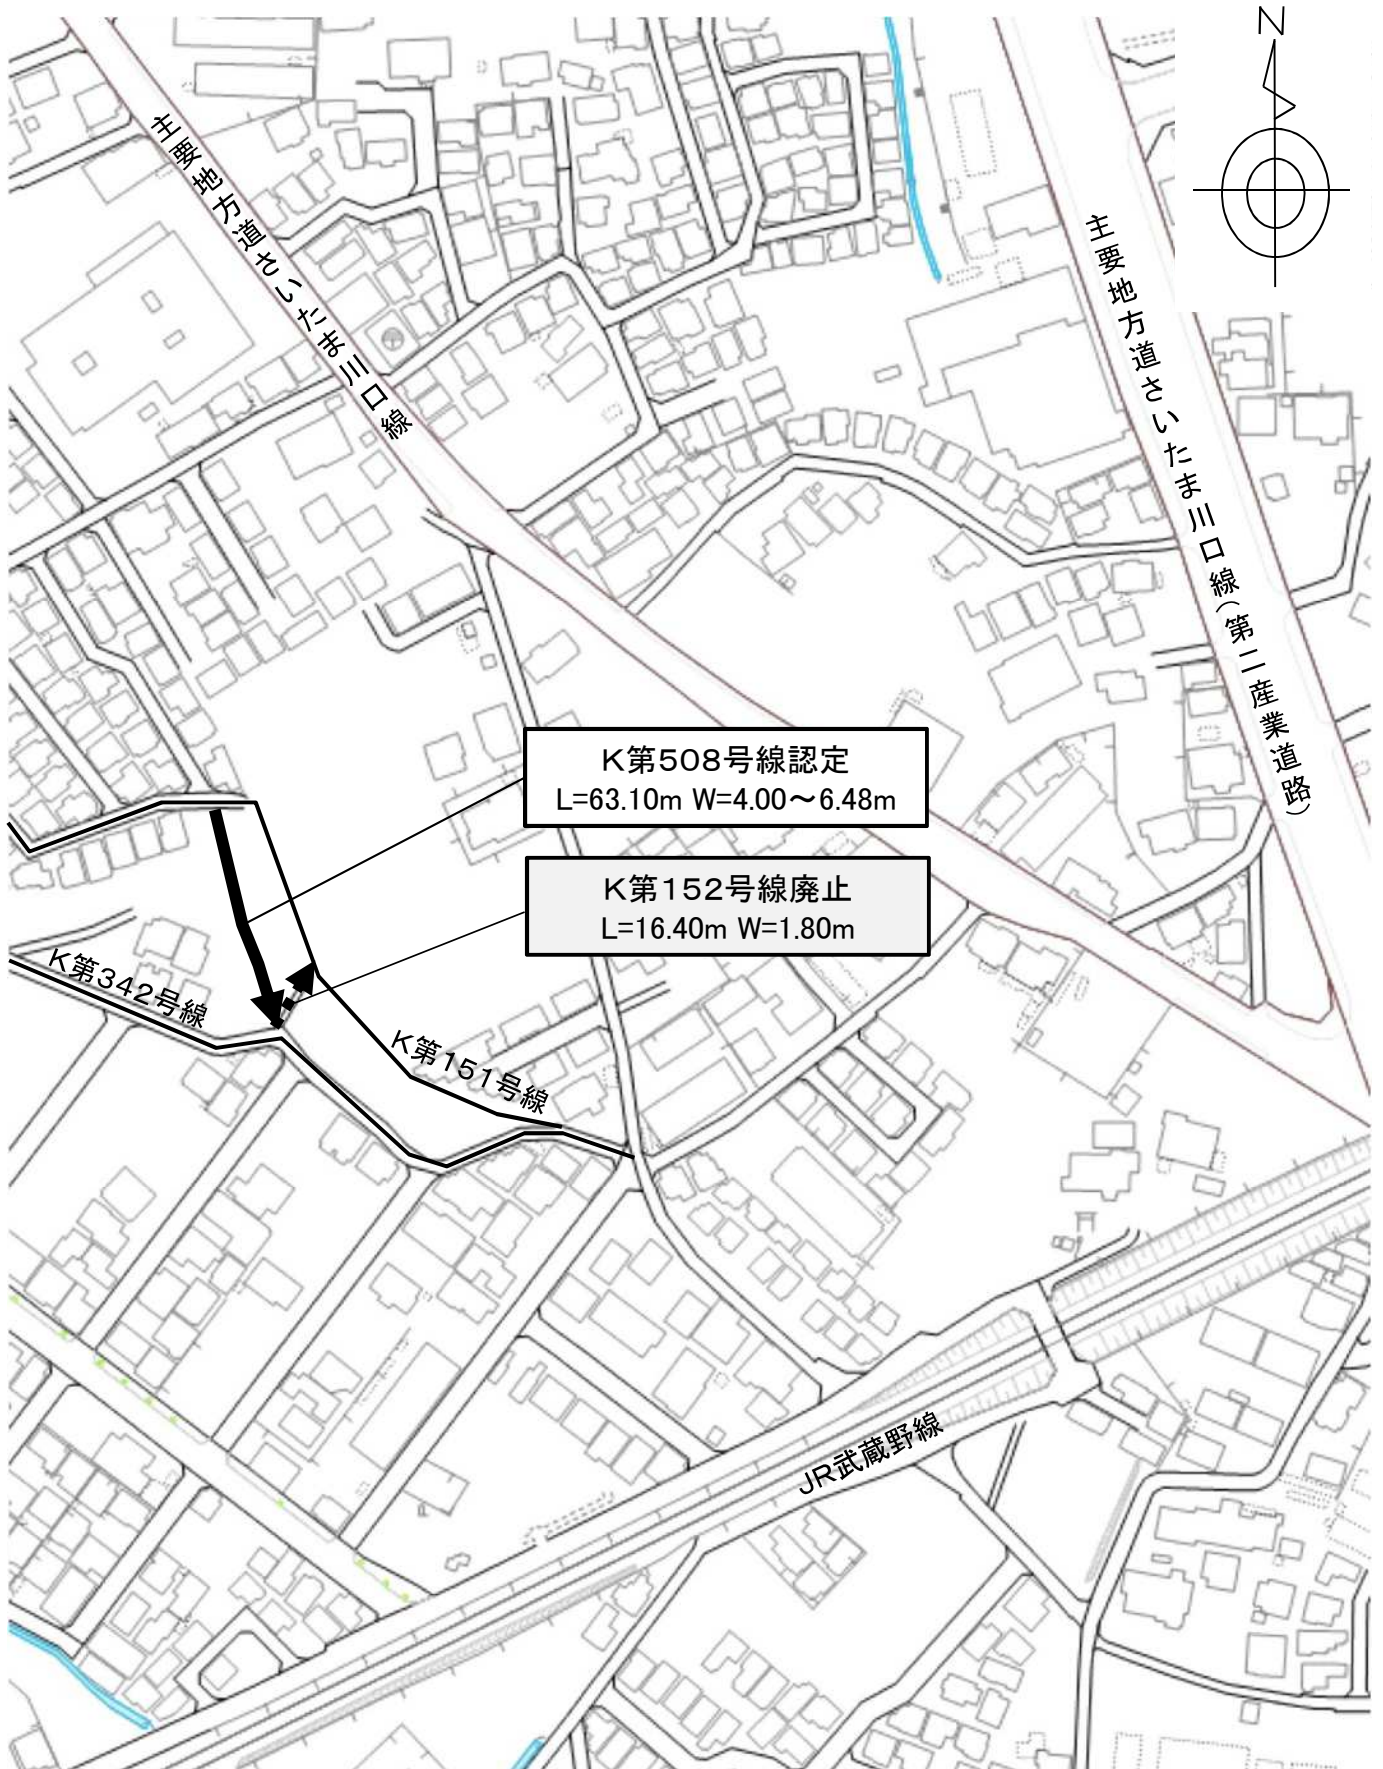 N
主要地方道さいたま川口線
主要地方道さいたま川口線(第二産業道路)
K第508号線認定
L=63.10m W=4.00～6.48m
K第152号線廃止
L=16.40m W=1.80m
K第342号線
K第151号線
JR武蔵野線